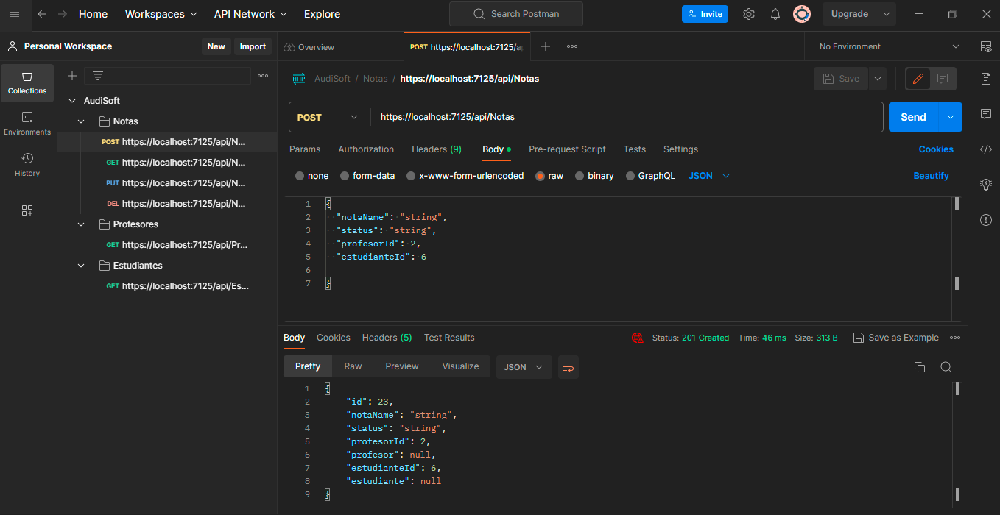 Home Workspaces API Network Explore Search Postman Invite Upgrade
Personal Workspace New Import Overview POST https://localhost:7125/ap No Environment
Collections
Environments
History
AudiSoft
Notas
POST https://localhost:7125/api/N...
GET https://localhost:7125/api/N...
PUT https://localhost:7125/api/N...
DEL https://localhost:7125/api/N...
Profesores
GET https://localhost:7125/api/Pr...
Estudiantes
GET https://localhost:7125/api/Es...
HTTP AudiSoft / Notas / https://localhost:7125/api/Notas Save
POST https://localhost:7125/api/Notas Send
Params Authorization Headers (9) Body Pre-request Script Tests Settings Cookies
none form-data x-www-form-urlencoded raw binary GraphQL JSON Beautify
1 {
2 "notaName": "string",
3 "status": "string",
4 "profesorId": 2,
5 "estudianteId": 6
6
7 }
Body Cookies Headers (5) Test Results Status: 201 Created Time: 46 ms Size: 313 B Save as Example
Pretty Raw Preview Visualize JSON
1 {
2 "id": 23,
3 "notaName": "string",
4 "status": "string",
5 "profesorId": 2,
6 "profesor": null,
7 "estudianteId": 6,
8 "estudiante": null
9 }